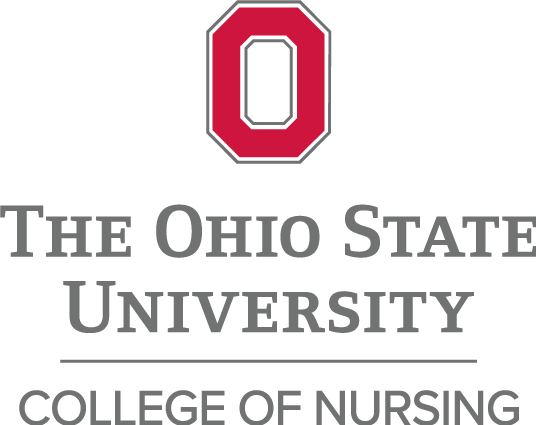 O
THE OHIO STATE
UNIVERSITY
COLLEGE OF NURSING